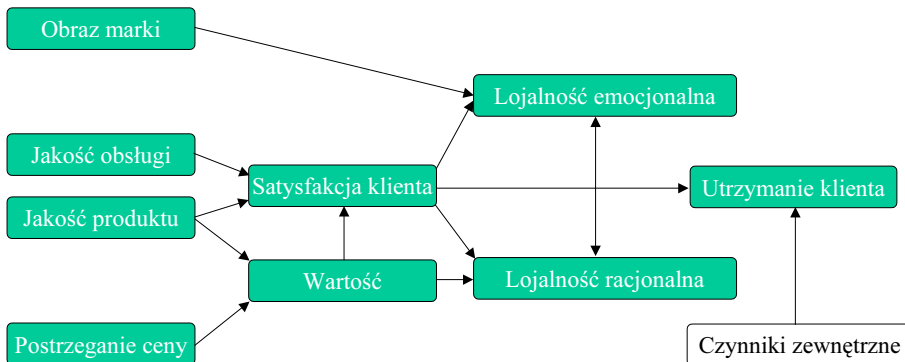 Obraz marki
Lojalność emocjonalna
Jakość obsługi
Satysfakcja klienta
Utrzymanie klienta
Jakość produktu
Wartość
Lojalność racjonalna
Postrzeganie ceny
Czynniki zewnętrzne